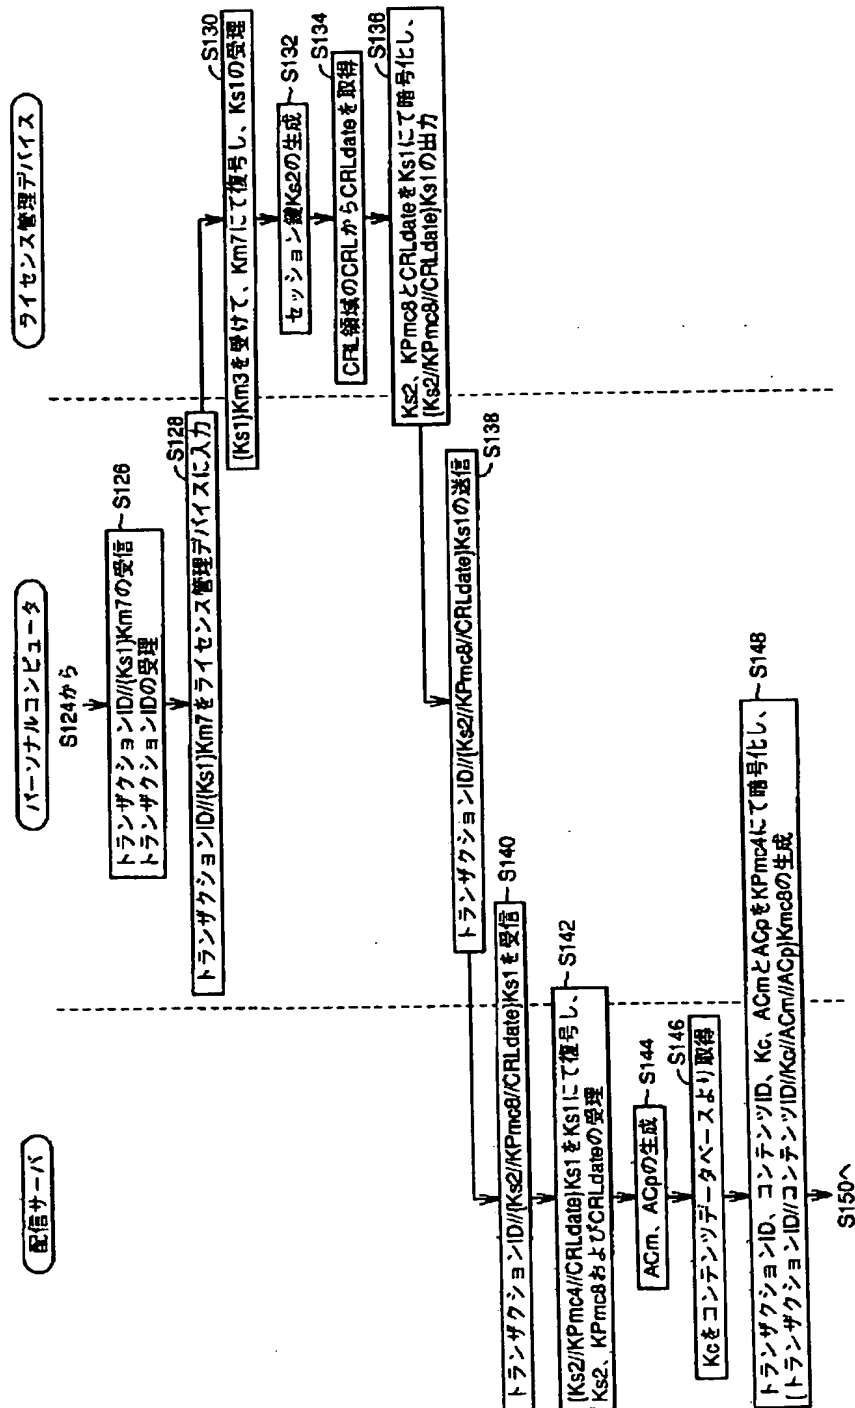 配信サーバ
パーソナルコンピュータ
ライセンス管理デバイス
S124から
トランザクションID//{Ks1}Km7の受信
トランザクションIDの受理
S126
トランザクションID//{Ks1}Km7をライセンス管理デバイスに入力
S128
{Ks1}Km3を受けて、Km7にて復号し、Ks1の受理
S130
セッション鍵Ks2の生成
S132
CRL領域のCRLからCRLdateを取得
S134
Ks2、KPmc8とCRLdateをKs1にて暗号化し、
{Ks2//KPmc8//CRLdate}Ks1の出力
S136
トランザクションID//{Ks2//KPmc8//CRLdate}Ks1の送信
S138
トランザクションID//{Ks2//KPmc8//CRLdate}Ks1を受信
S140
{Ks2//KPmc4//CRLdate}Ks1をKs1にて復号し、
Ks2、KPmc8およびCRLdateの受理
S142
ACm、ACpの生成
S144
Kcをコンテンツデータベースより取得
S146
トランザクションID、コンテンツID、Kc、ACmとACpをKPmc4にて暗号化し、
{トランザクションID//コンテンツID//Kc//ACm//ACp}Kmc8の生成
S148
S150へ